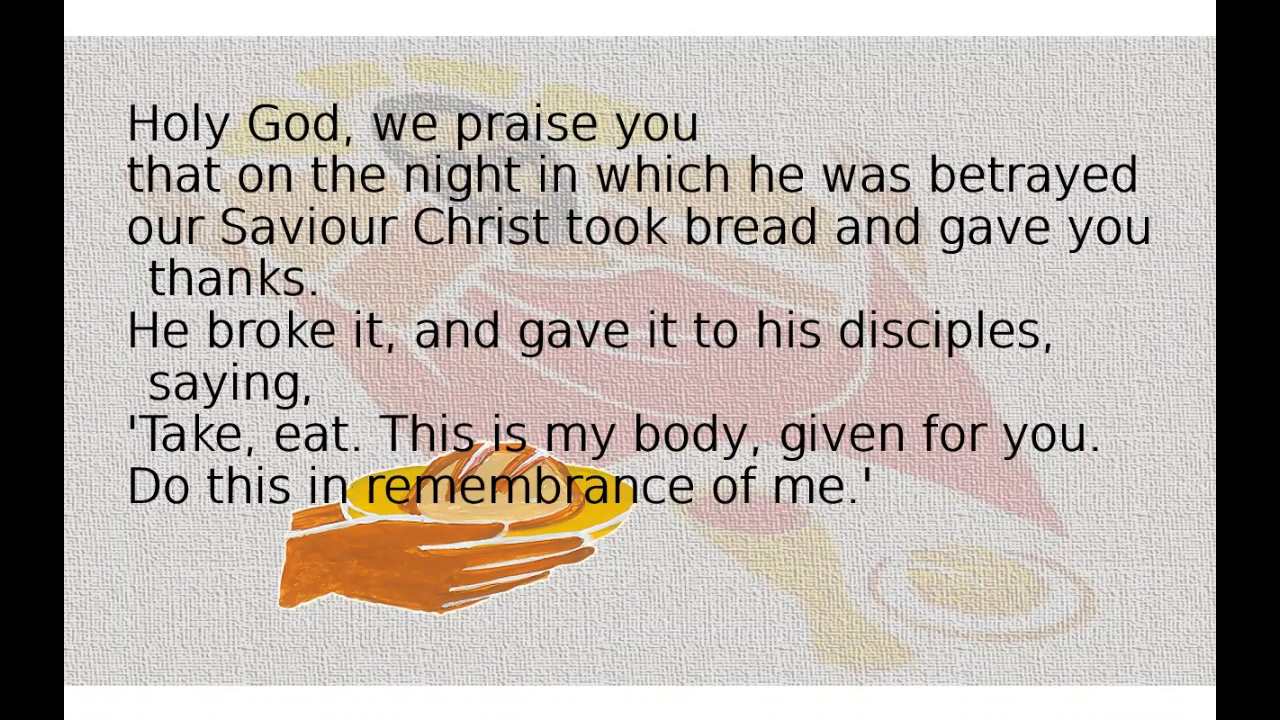 Holy God, we praise you
that on the night in which he was betrayed
our Saviour Christ took bread and gave you
thanks.
He broke it, and gave it to his disciples,
saying,
'Take, eat. This is my body, given for you.
Do this in remembrance of me.'